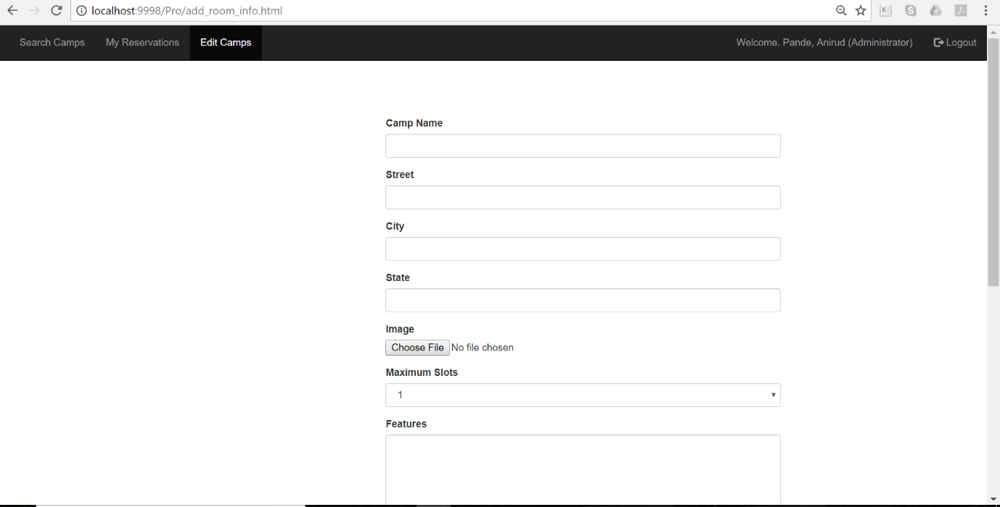 localhost:9998/Pro/add_room_info.html
Search Camps My Reservations Edit Camps Welcome. Pande, Anirud (Administrator) Logout
Camp Name
Street
City
State
Image
Choose File No file chosen
Maximum Slots
1
Features